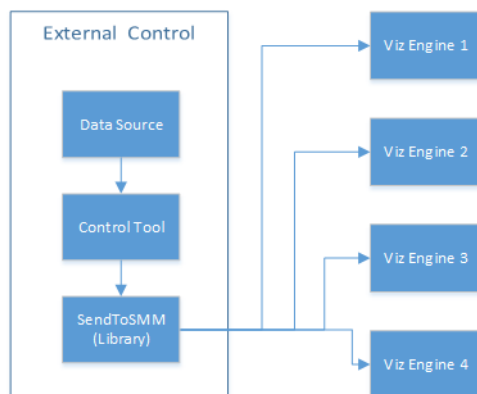 External Control
Data Source
Control Tool
SendToSMM
(Library)
Viz Engine 1
Viz Engine 2
Viz Engine 3
Viz Engine 4